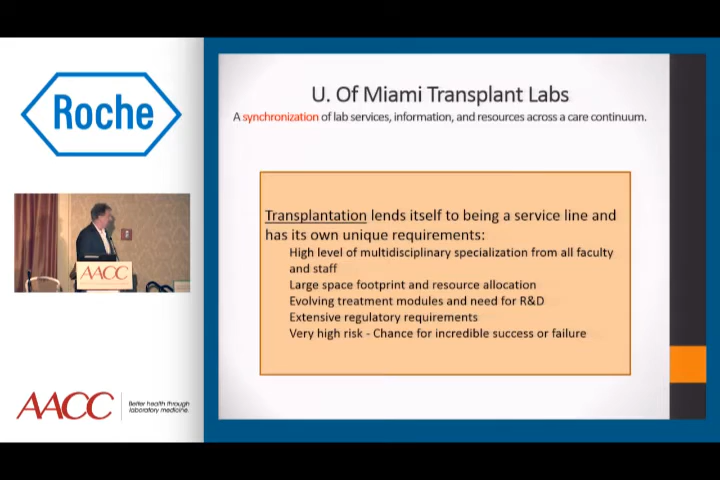 Roche
AACC
AACC
Better health through
laboratory medicine.
U. Of Miami Transplant Labs
A synchronization of lab services, information, and resources across a care continuum.
Transplantation lends itself to being a service line and
has its own unique requirements:
High level of multidisciplinary specialization from all faculty
and staff
Large space footprint and resource allocation
Evolving treatment modules and need for R&D
Extensive regulatory requirements
Very high risk - Chance for incredible success or failure